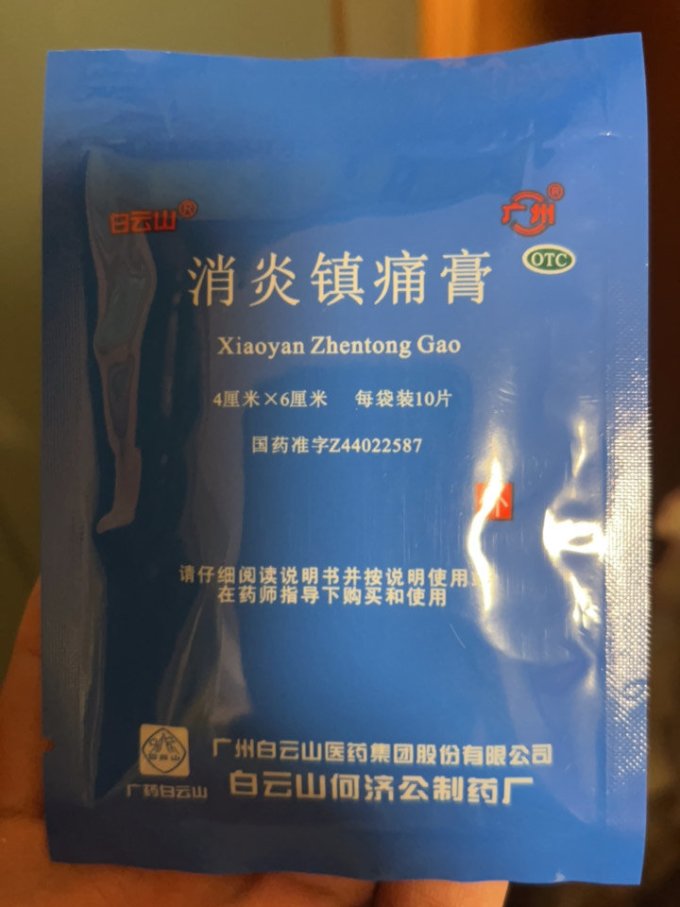 白云山®
广州®
OTC
消炎镇痛膏
Xiaoyan Zhentong Gao
4厘米×6厘米 每袋装10片
国药准字Z44022587
外
请仔细阅读说明书并按说明使用或
在药师指导下购买和使用
广药白云山
广州白云山医药集团股份有限公司
白云山何济公制药厂